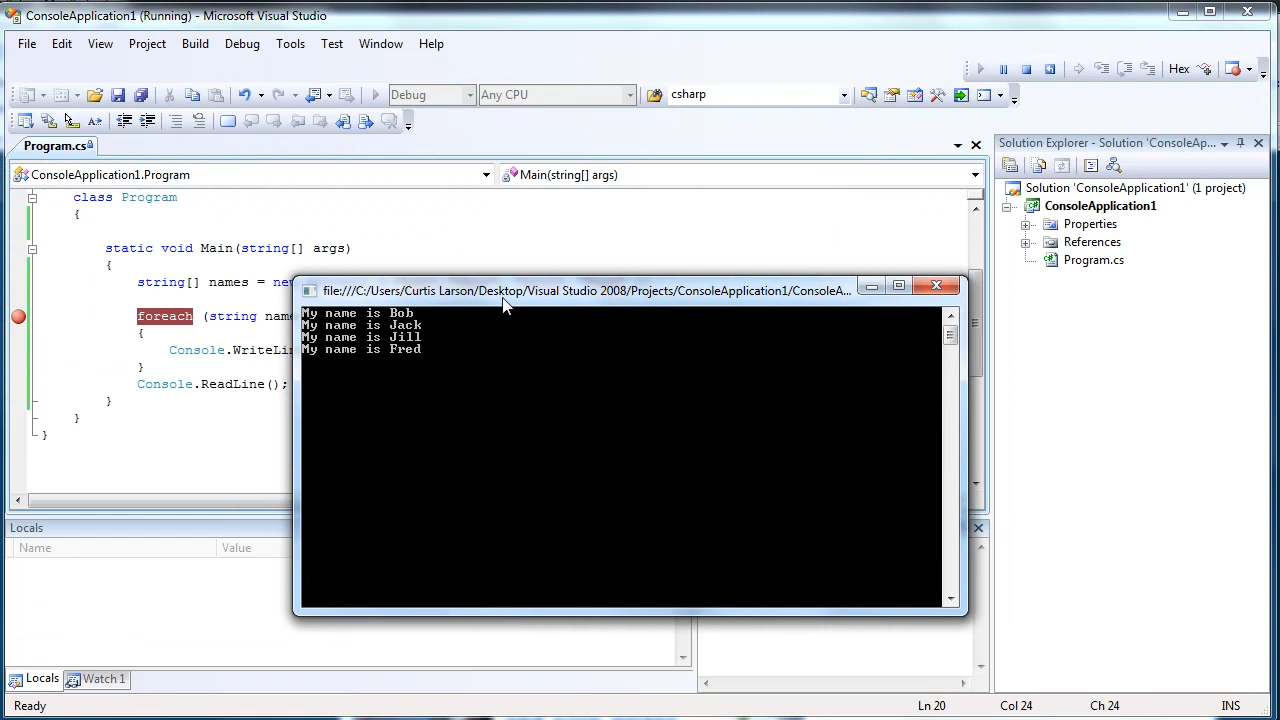 ConsoleApplication1 (Running) - Microsoft Visual Studio
File Edit View Project Build Debug Tools Test Window Help
Hex
Debug Any CPU csharp
Program.cs
ConsoleApplication1.Program Main(string[] args)
class Program
{
static void Main(string[] args)
{
string[] names = new
foreach (string name
{
Console.WriteLin
}
Console.ReadLine();
}
}
}
file:///C:/Users/Curtis Larson/Desktop/Visual Studio 2008/Projects/ConsoleApplication1/ConsoleA...
My name is Bob
My name is Jack
My name is Jill
My name is Fred
Solution Explorer - Solution 'ConsoleAp...
Solution 'ConsoleApplication1' (1 project)
ConsoleApplication1
Properties
References
Program.cs
Locals
Name Value
Locals Watch 1
Ready Ln 20 Col 24 Ch 24 INS